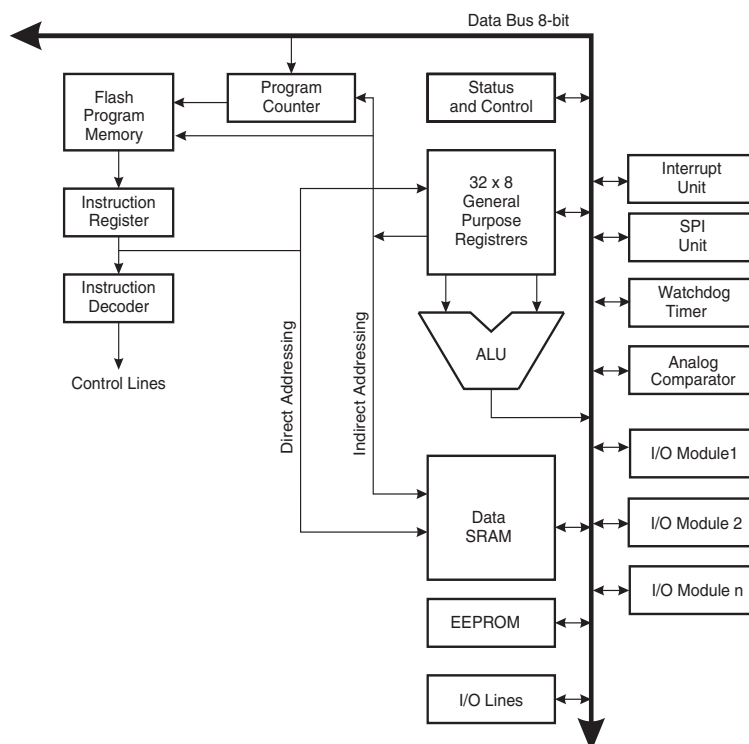 Data Bus 8-bit
Flash
Program
Memory
Program
Counter
Status
and Control
Instruction
Register
32 x 8
General
Purpose
Registrers
Interrupt
Unit
SPI
Unit
Instruction
Decoder
Watchdog
Timer
Control Lines
Direct Addressing
Indirect Addressing
ALU
Analog
Comparator
I/O Module1
Data
SRAM
I/O Module 2
I/O Module n
EEPROM
I/O Lines